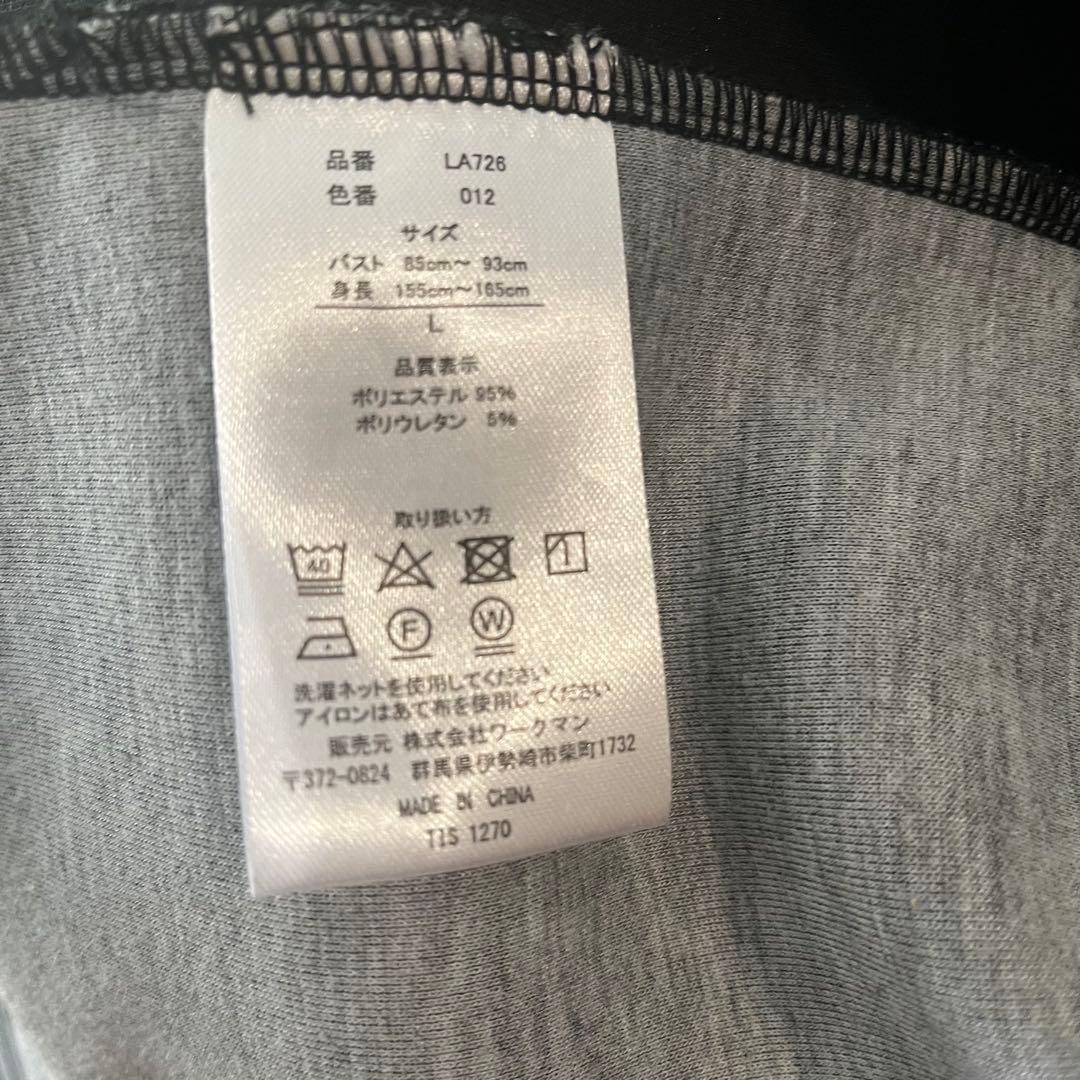 品番 LA726
色番 012
サイズ
バスト 85cm～ 93cm
身長 155cm～165cm
L
品質表示
ポリエステル 95%
ポリウレタン 5%
取り扱い方
40
F W
洗濯ネットを使用してください
アイロンはあて布を使用してください
販売元 株式会社ワークマン
〒372-0824 群馬県伊勢崎市柴町1732
MADE IN CHINA
TIS 1270